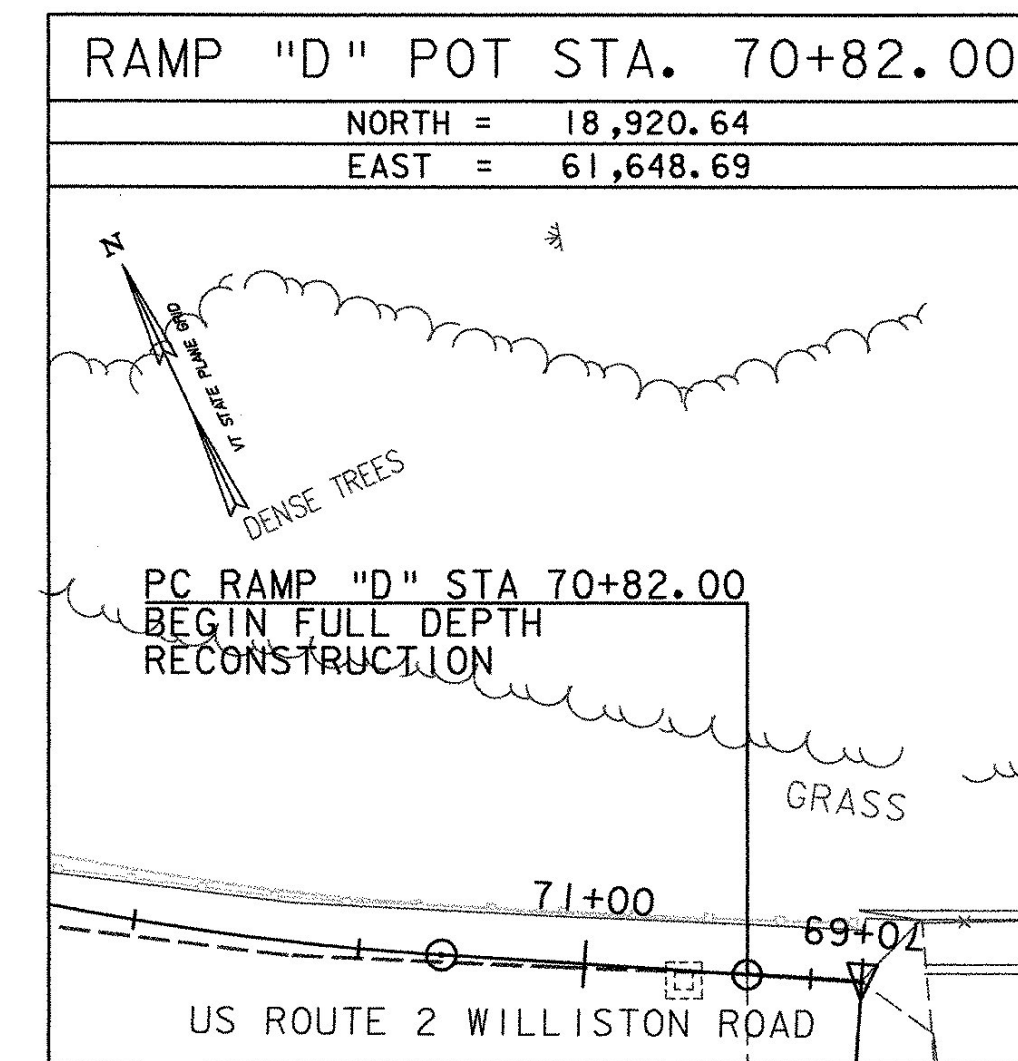 RAMP "D" POT STA. 70+82.00
NORTH = 18,920.64
EAST = 61,648.69
N
VT STATE PLANE GRID
DENSE TREES
PC RAMP "D" STA 70+82.00
BEGIN FULL DEPTH
RECONSTRUCTION
GRASS
71+00
69+07
US ROUTE 2 WILLISTON ROAD